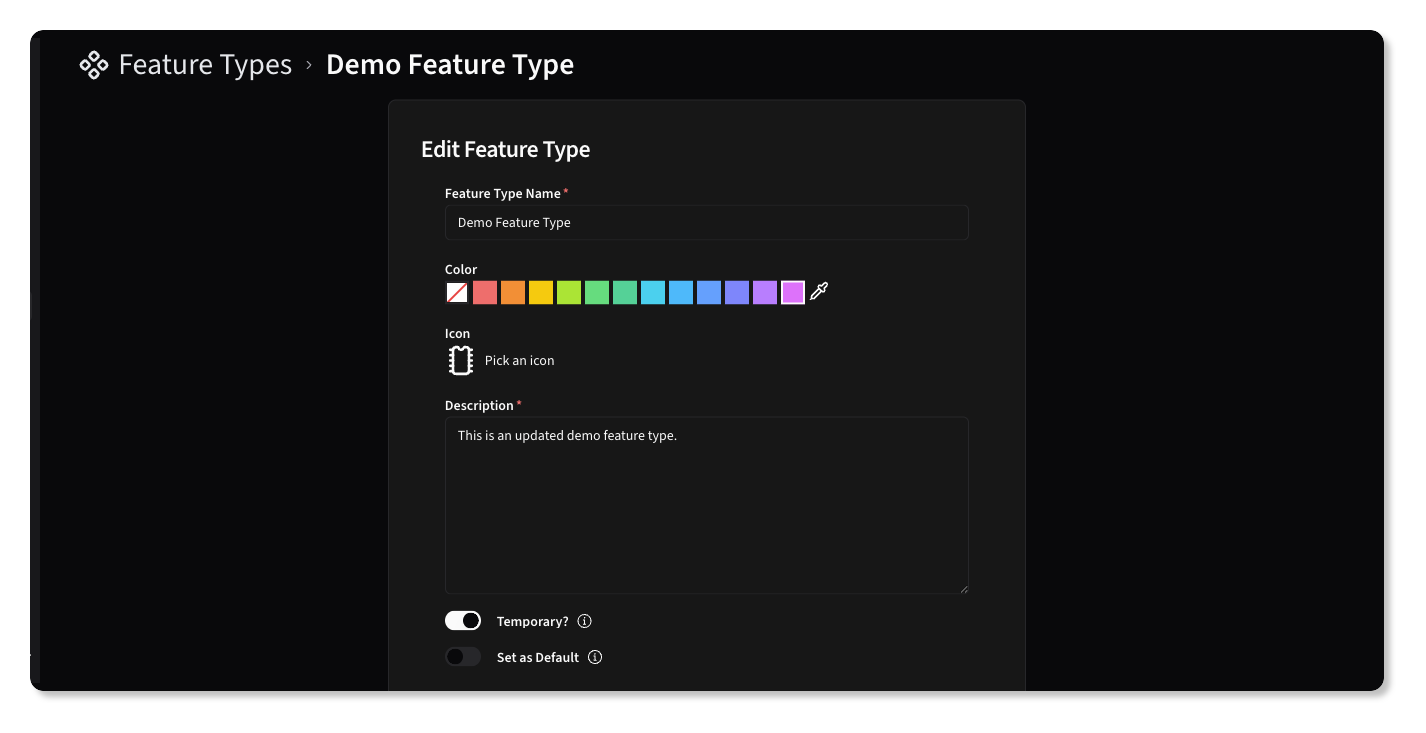 Feature Types › Demo Feature Type
Edit Feature Type
Feature Type Name *
Demo Feature Type
Color
Icon
Pick an icon
Description *
This is an updated demo feature type.
Temporary?
Set as Default